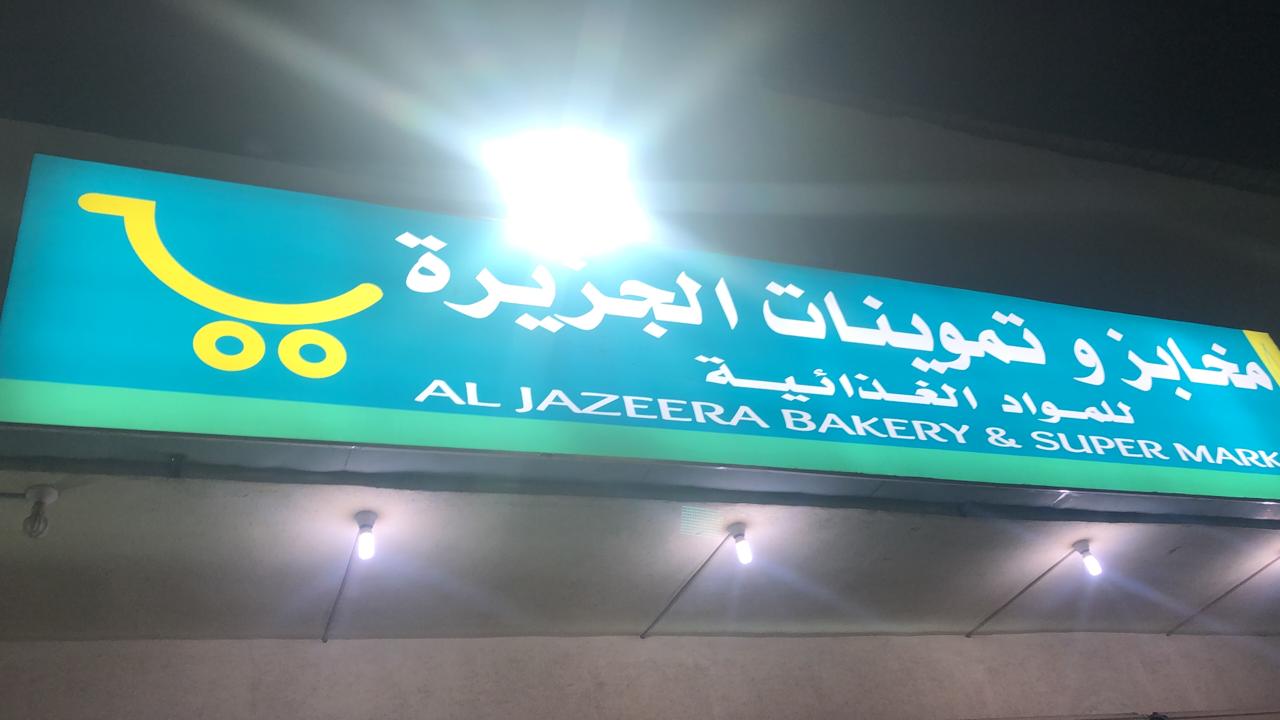 مخابز و تموينات الجزيرة
للمواد الغذائية
AL JAZEERA BAKERY & SUPER MARK